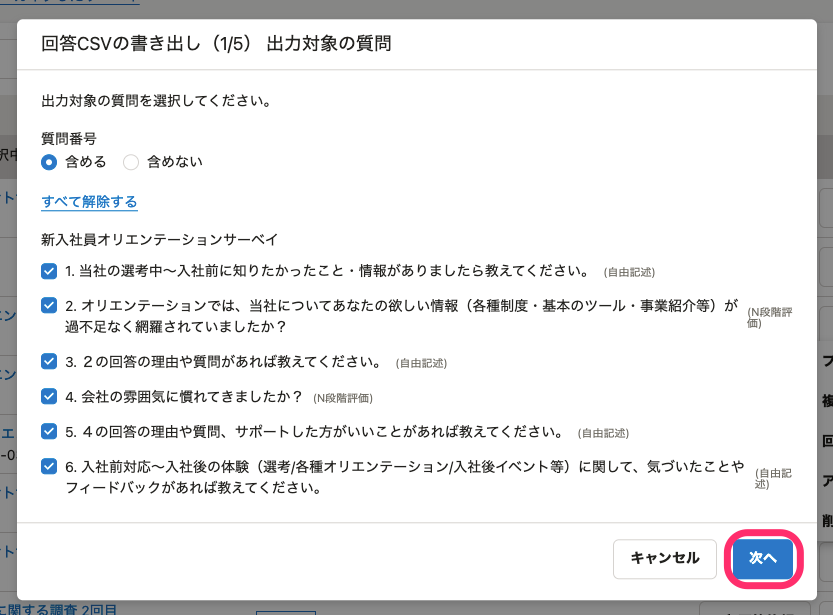 回答CSVの書き出し（1/5） 出力対象の質問
出力対象の質問を選択してください。
質問番号
含める 含めない
すべて解除する
新入社員オリエンテーションサーベイ
1. 当社の選考中〜入社前に知りたかったこと・情報がありましたら教えてください。 (自由記述)
2. オリエンテーションでは、当社についてあなたの欲しい情報（各種制度・基本のツール・事業紹介等）が
過不足なく網羅されていましたか？ (N段階評
価)
3. ２の回答の理由や質問があれば教えてください。 (自由記述)
4. 会社の雰囲気に慣れてきましたか？ (N段階評価)
5. ４の回答の理由や質問、サポートした方がいいことがあれば教えてください。 (自由記述)
6. 入社前対応〜入社後の体験（選考/各種オリエンテーション/入社後イベント等）に関して、気づいたことや
フィードバックがあれば教えてください。 (自由記
述)
キャンセル 次へ
に関する調査 2回目